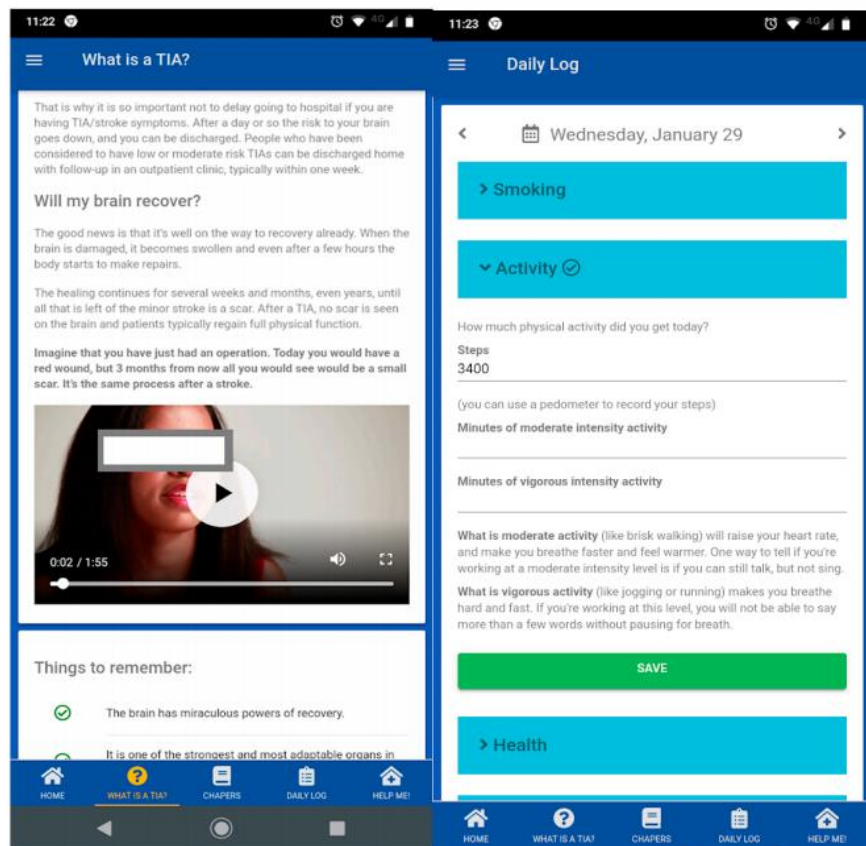 11:22
4G
What is a TIA?
That is why it is so important not to delay going to hospital if you are
having TIA/stroke symptoms. After a day or so the risk to your brain
goes down, and you can be discharged. People who have been
considered to have low or moderate risk TIAs can be discharged home
with follow-up in an outpatient clinic, typically within one week.
Will my brain recover?
The good news is that it's well on the way to recovery already. When the
brain is damaged, it becomes swollen and even after a few hours the
body starts to make repairs.
The healing continues for several weeks and months, even years, until
all that is left of the minor stroke is a scar. After a TIA, no scar is seen
on the brain and patients typically regain full physical function.
Imagine that you have just had an operation. Today you would have a
red wound, but 3 months from now all you would see would be a small
scar. It's the same process after a stroke.
0:02 / 1:55
Things to remember:
The brain has miraculous powers of recovery.
It is one of the strongest and most adaptable organs in
HOME
WHAT IS A TIA?
CHAPERS
DAILY LOG
HELP ME!
11:23
4G
Daily Log
Wednesday, January 29
Smoking
Activity
How much physical activity did you get today?
Steps
3400
(you can use a pedometer to record your steps)
Minutes of moderate intensity activity
Minutes of vigorous intensity activity
What is moderate activity (like brisk walking) will raise your heart rate,
and make you breathe faster and feel warmer. One way to tell if you're
working at a moderate intensity level is if you can still talk, but not sing.
What is vigorous activity (like jogging or running) makes you breathe
hard and fast. If you're working at this level, you will not be able to say
more than a few words without pausing for breath.
SAVE
Health
HOME
WHAT IS A TIA?
CHAPERS
DAILY LOG
HELP ME!